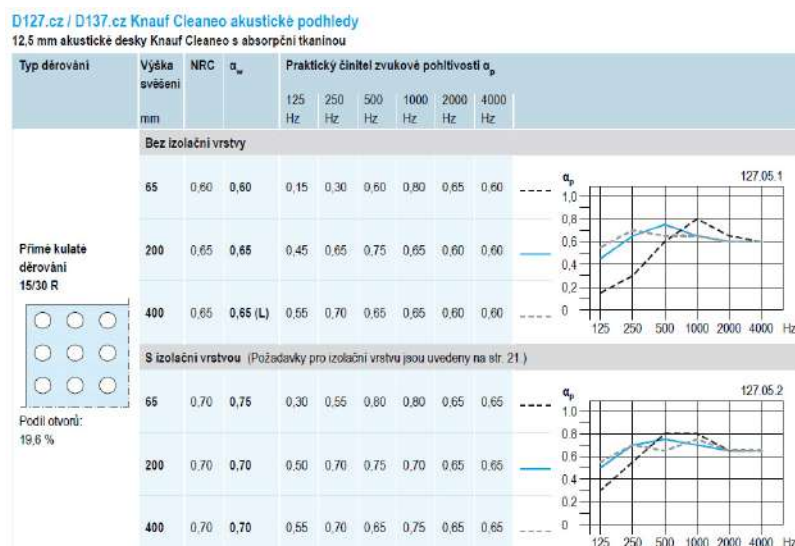 D127.cz / D137.cz Knauf Cleaneo akustické podhledy
12,5 mm akustické desky Knauf Cleaneo s absorpční tkaninou
Typ děrování Výška svěšení mm NRC αw Praktický činitel zvukové pohltivosti αp
125 Hz 250 Hz 500 Hz 1000 Hz 2000 Hz 4000 Hz
Bez izolační vrstvy
Přímé kulaté
děrování
15/30 R
Podíl otvorů:
19,6 %
65 0,60 0,60 0,15 0,30 0,60 0,80 0,65 0,60
200 0,65 0,65 0,45 0,65 0,75 0,65 0,60 0,60
400 0,65 0,65 (L) 0,55 0,70 0,65 0,65 0,60 0,60
αp 127.05.1
1,0
0,8
0,6
0,4
0,2
0
125 250 500 1000 2000 4000 Hz
S izolační vrstvou (Požadavky pro izolační vrstvu jsou uvedeny na str. 21.)
65 0,70 0,75 0,30 0,55 0,80 0,80 0,65 0,65
200 0,70 0,70 0,50 0,70 0,75 0,70 0,65 0,65
400 0,70 0,70 0,55 0,70 0,65 0,75 0,65 0,65
αp 127.05.2
1.0
0.8
0.6
0.4
0.2
0
125 250 500 1000 2000 4000 Hz